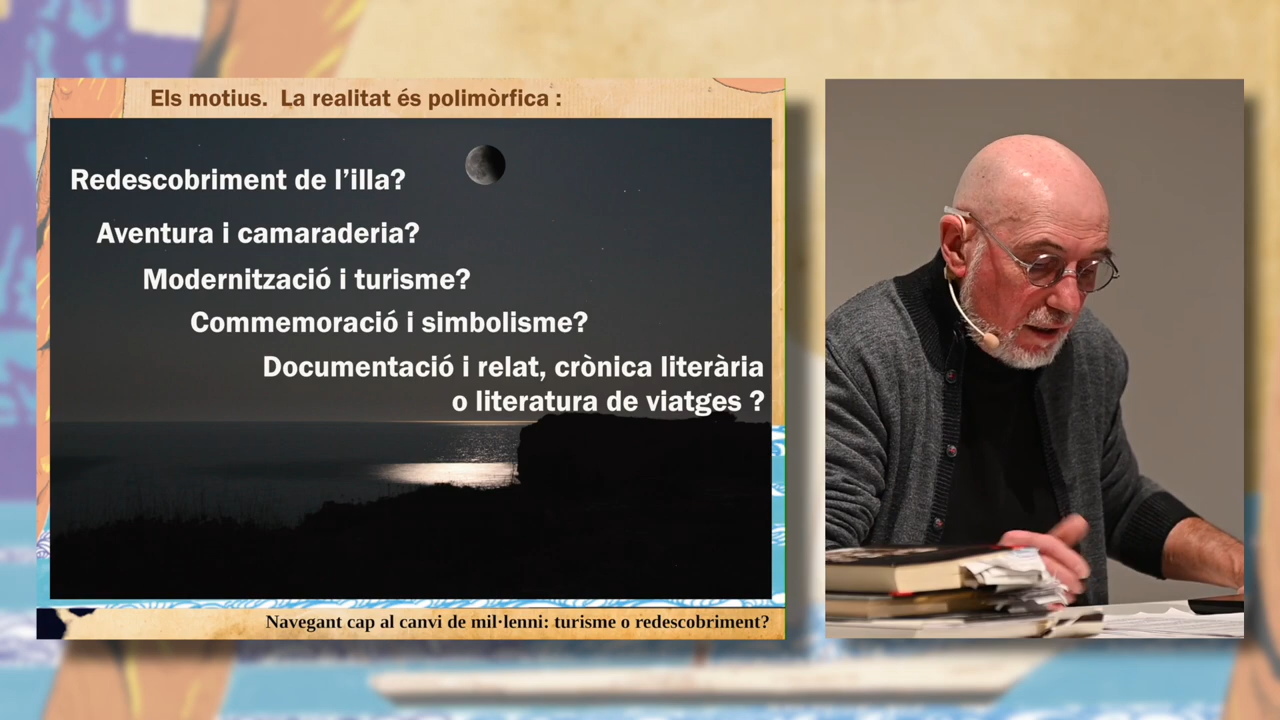 Els motius.  La realitat és polimòrfica :
Redescobriment de l’illa?
Aventura i camaraderia?
Modernització i turisme?
Commemoració i simbolisme?
Documentació i relat, crònica literària
o literatura de viatges ?
Navegant cap al canvi de mil·lenni: turisme o redescobriment?